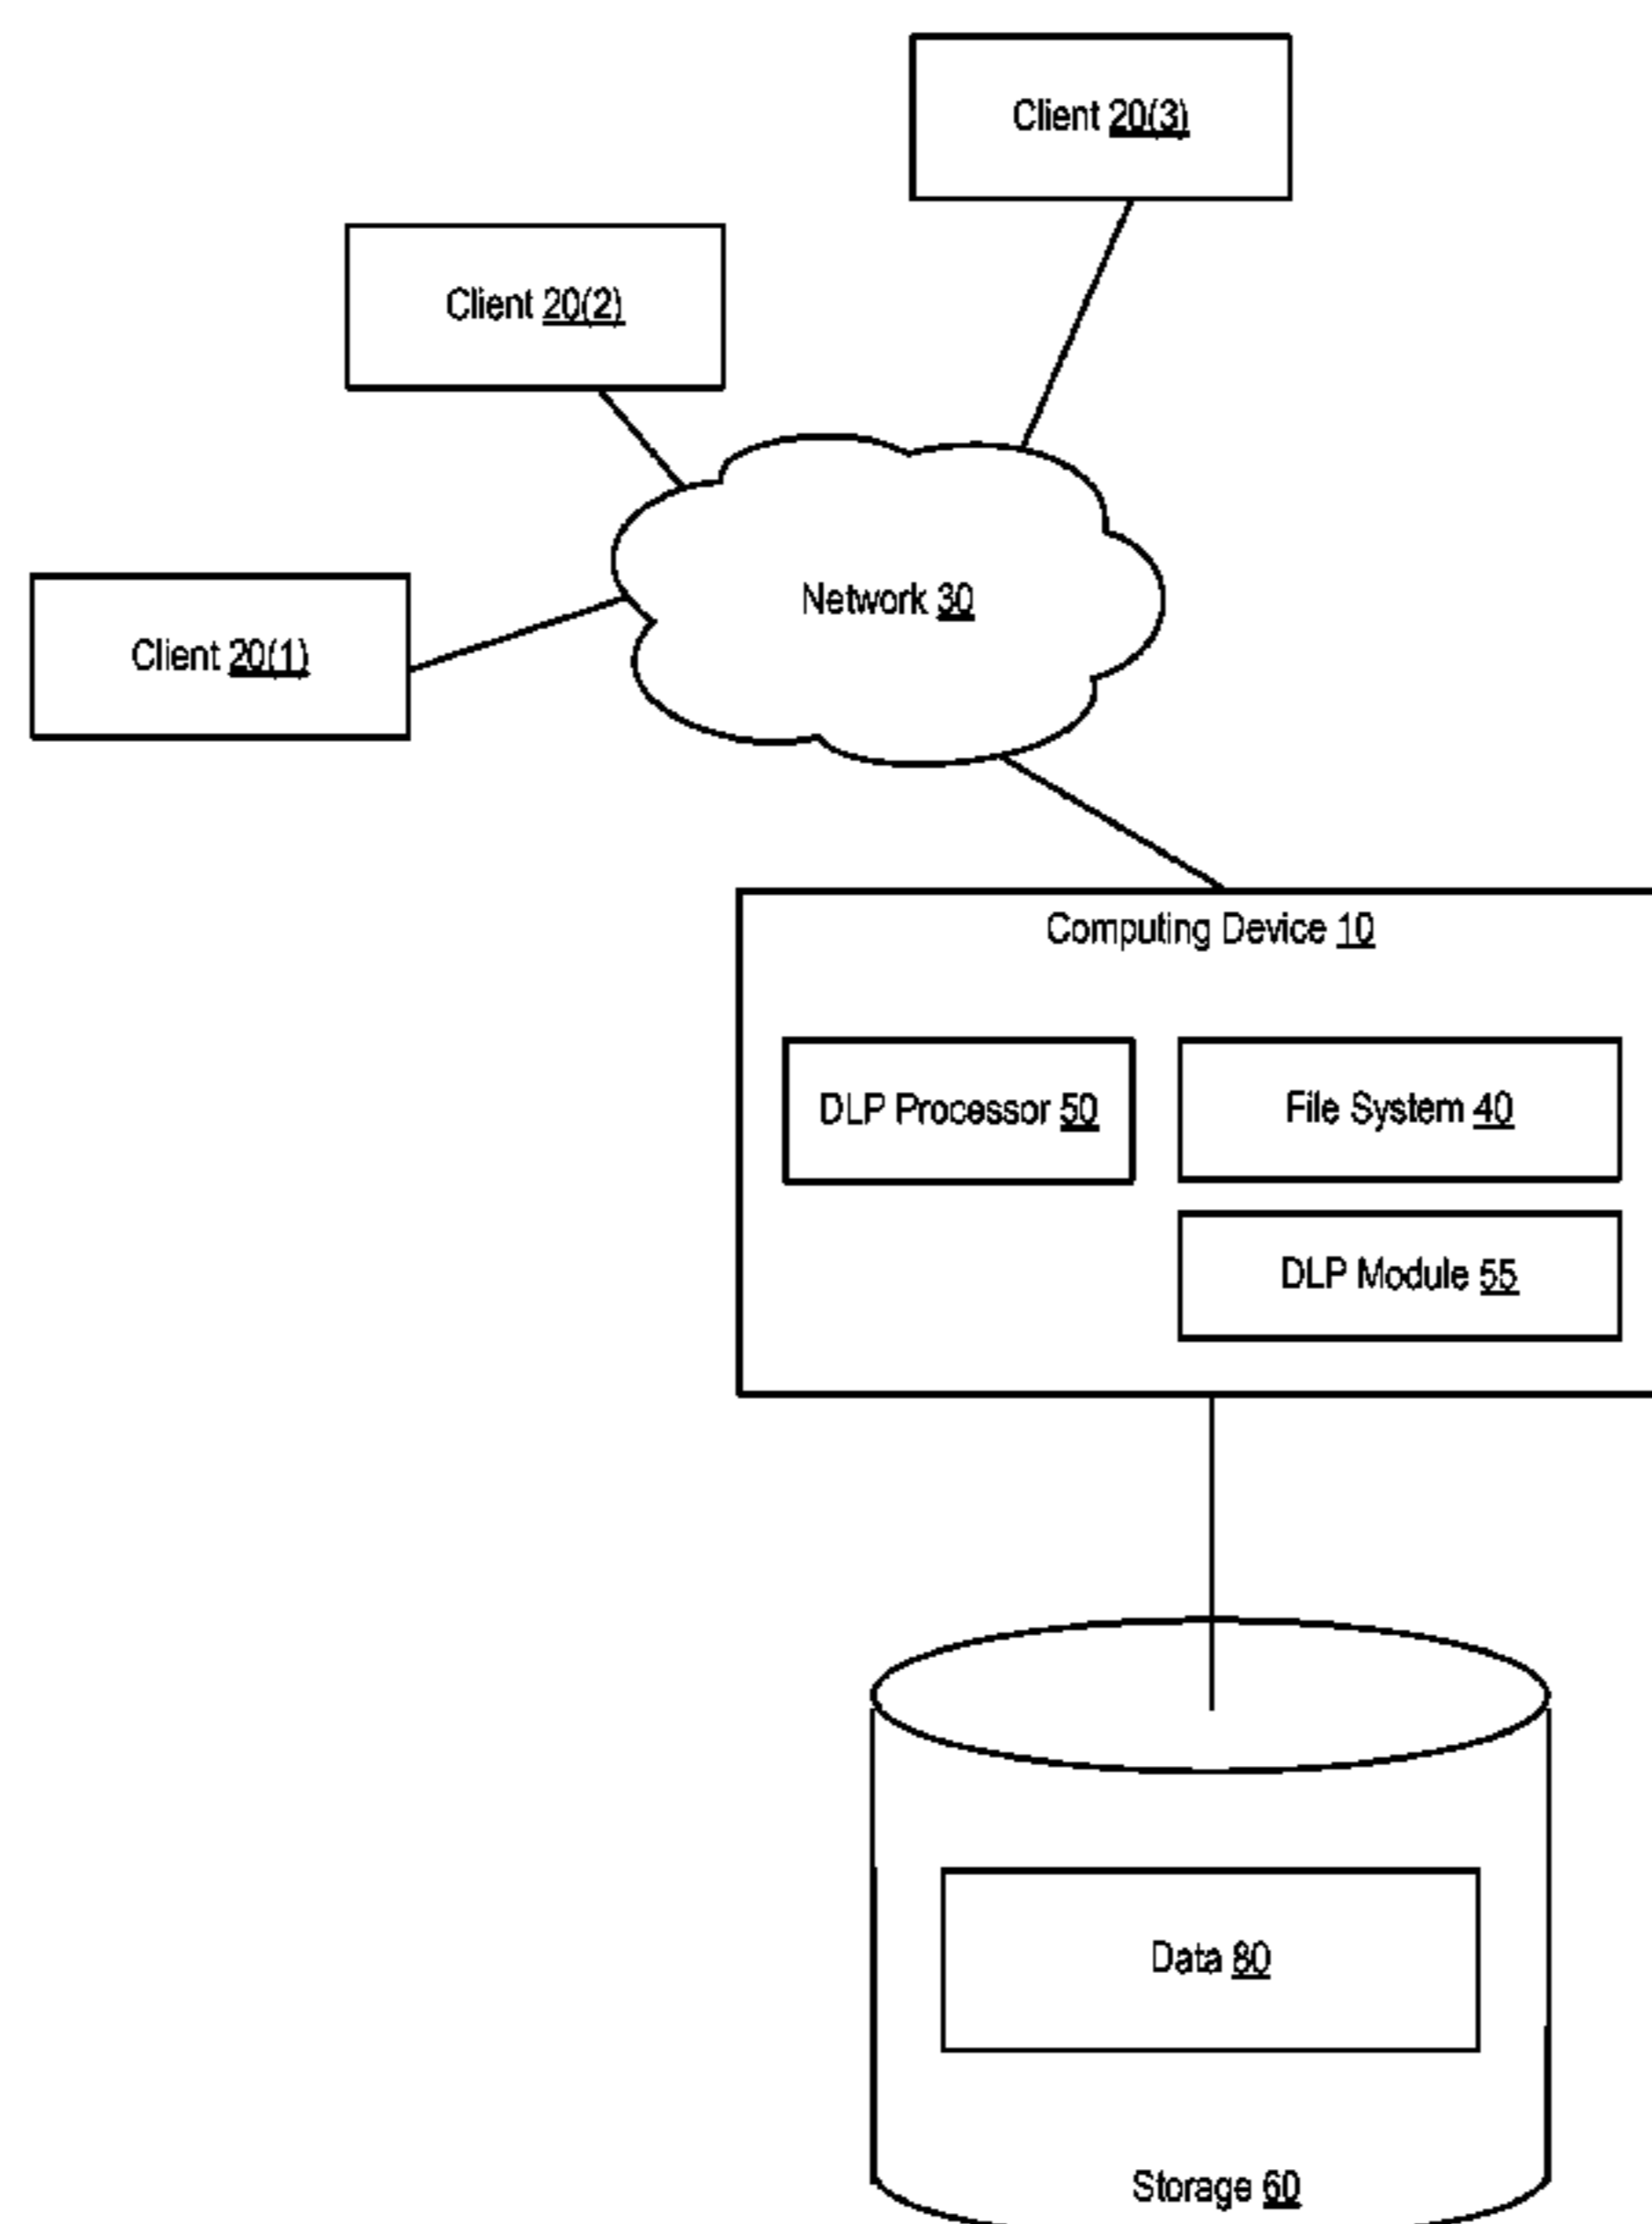 Client 20(3)
Client 20(2)
Network 30
Client 20(1)
Computing Device 10
DLP Processor 50
File System 40
DLP Module 55
Data 80
Storage 60